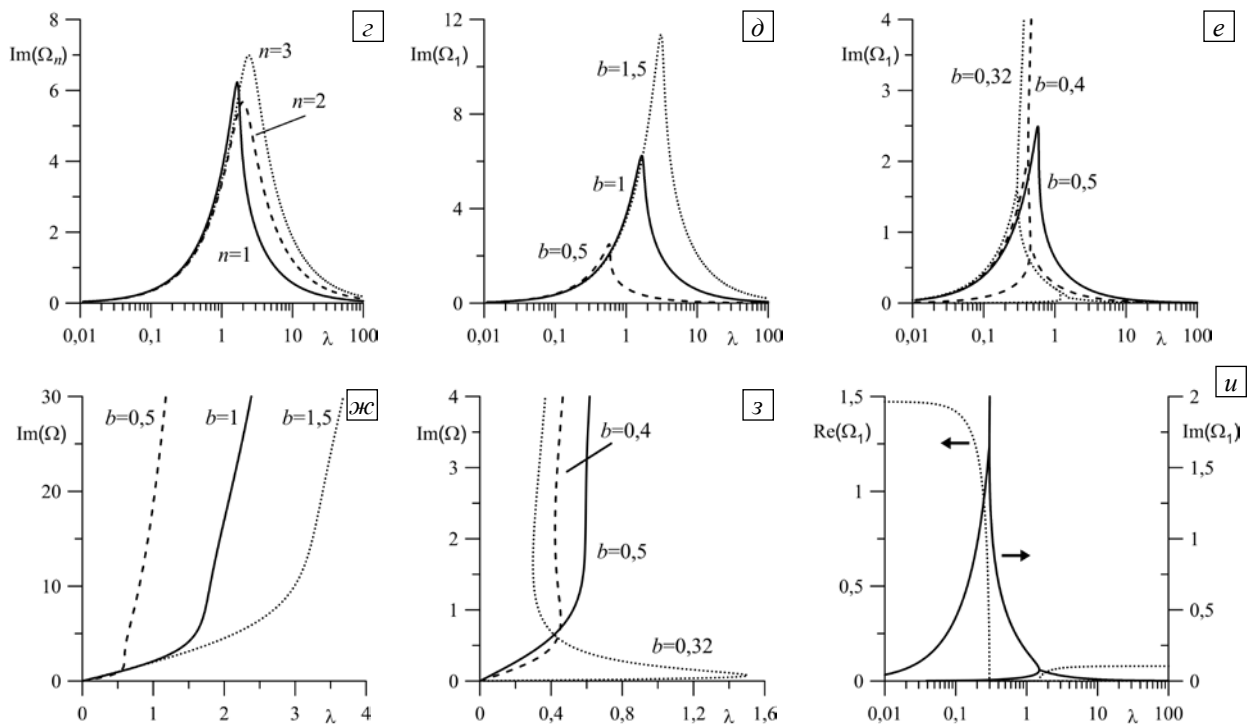 г
8
Im(Ωn)
6
4
2
0
n=3
n=2
n=1
0,01 0,1 1 10 λ 100
д
12
Im(Ω1)
8
4
0
b=1,5
b=1
b=0,5
0,01 0,1 1 10 λ 100
е
4
Im(Ω1)
3
2
1
0
b=0,32
b=0,4
b=0,5
0,01 0,1 1 10 λ 100
ж
30
Im(Ω)
20
10
0
b=0,5 b=1 b=1,5
0 1 2 3 λ 4
з
4
Im(Ω)
3
2
1
0
b=0,4
b=0,5
b=0,32
0 0,4 0,8 1,2 λ 1,6
и
1,5 2
Re(Ω1) Im(Ω1)
1,5
1 1
0,5 0,5
0 0
0,01 0,1 1 10 λ 100